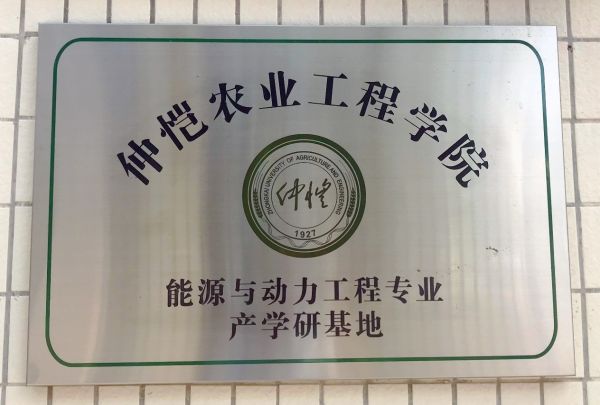 仲恺农业工程学院
ZHONGKAI UNIVERSITY OF AGRICULTURE AND ENGINEERING
仲恺
1927
能源与动力工程专业
产学研基地